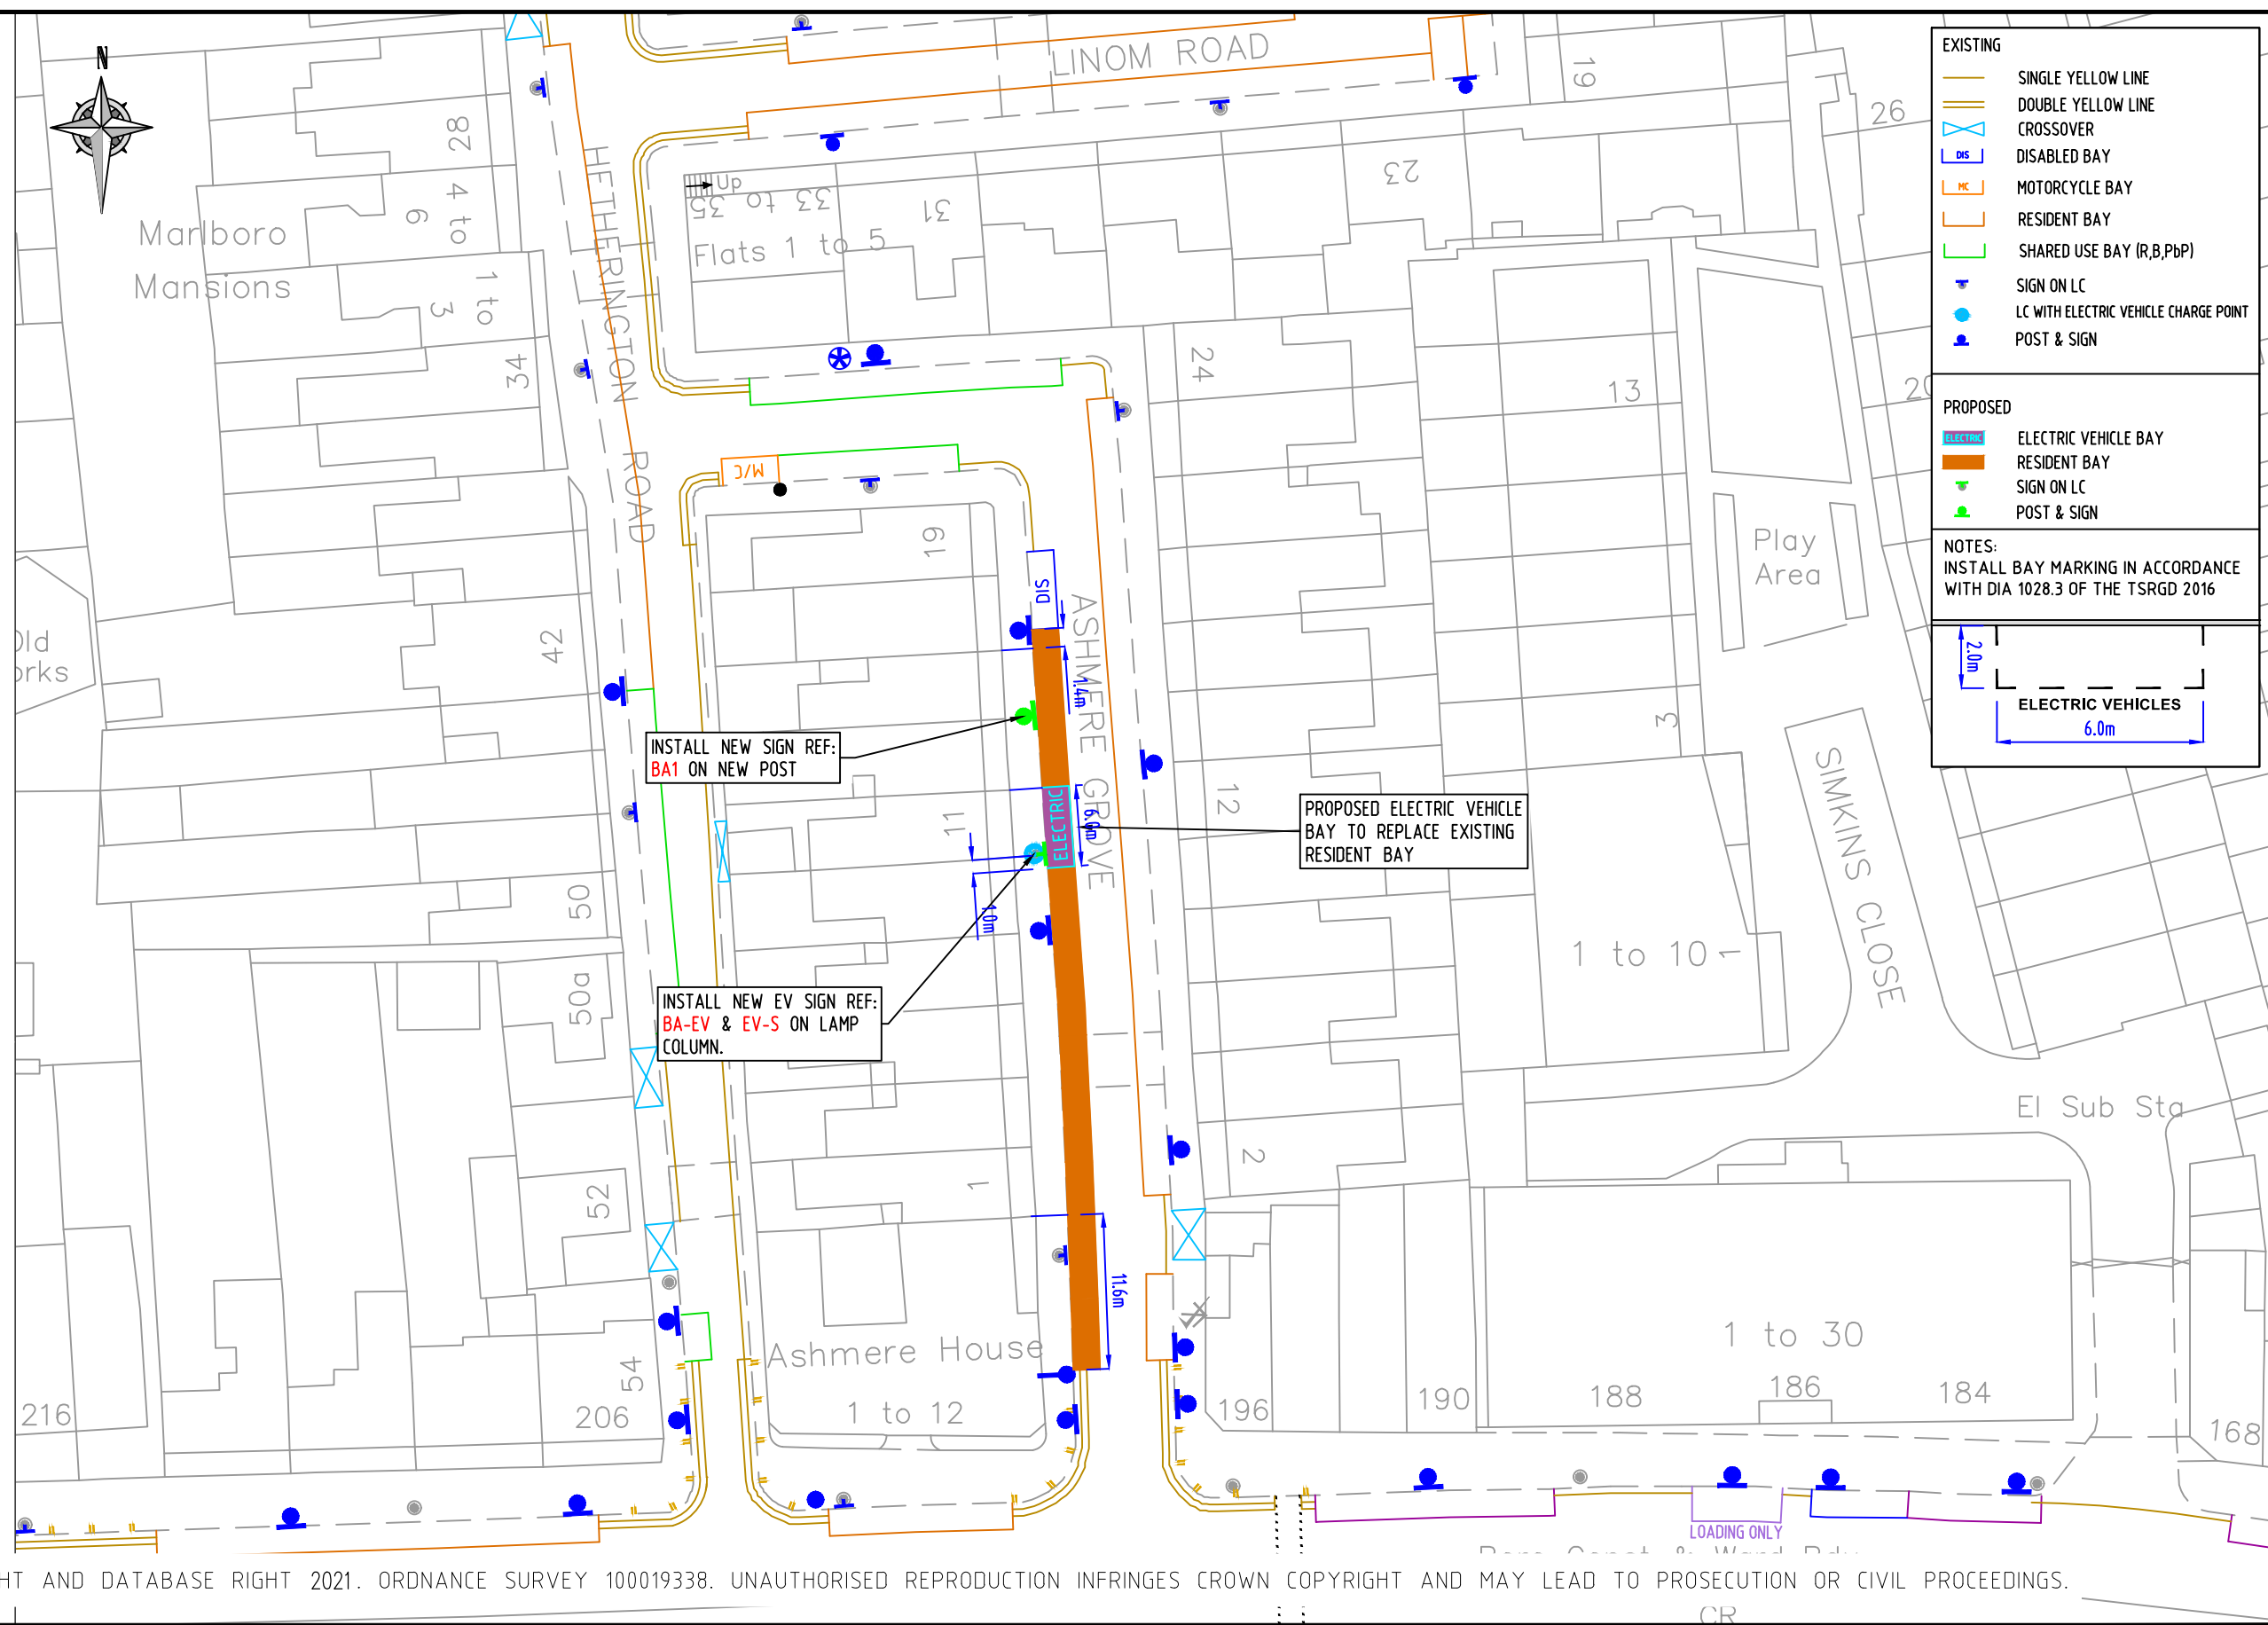 N
LINOM ROAD
19
26
28
4 to
6
Marlboro
Mansions
1 to
3
Up
33 to 35
31
23
Flats 1 to 5
HETHERINGTON ROAD
34
24
13
M/C
19
Play
Area
DIS
ASHMERE GROVE
42
1.4m
3
INSTALL NEW SIGN REF:
BA1 ON NEW POST
SIMKINS CLOSE
11
ELECTRIC
6.0m
12
PROPOSED ELECTRIC VEHICLE
BAY TO REPLACE EXISTING
RESIDENT BAY
50
1.0m
1 to 10
1
50a
INSTALL NEW EV SIGN REF:
BA-EV & EV-S ON LAMP
COLUMN.
El Sub Sta
2
1
52
11.6m
1 to 30
Ashmere House
54
216
206
1 to 12
196
190
188
186
184
168
LOADING ONLY
HT AND DATABASE RIGHT 2021. ORDNANCE SURVEY 100019338. UNAUTHORISED REPRODUCTION INFRINGES CROWN COPYRIGHT AND MAY LEAD TO PROSECUTION OR CIVIL PROCEEDINGS.
CR
EXISTING
SINGLE YELLOW LINE
DOUBLE YELLOW LINE
CROSSOVER
DIS DISABLED BAY
MC MOTORCYCLE BAY
RESIDENT BAY
SHARED USE BAY (R,B,PbP)
SIGN ON LC
LC WITH ELECTRIC VEHICLE CHARGE POINT
POST & SIGN
PROPOSED
ELECTRIC ELECTRIC VEHICLE BAY
RESIDENT BAY
SIGN ON LC
POST & SIGN
NOTES:
INSTALL BAY MARKING IN ACCORDANCE
WITH DIA 1028.3 OF THE TSRGD 2016
2.0m
ELECTRIC VEHICLES
6.0m